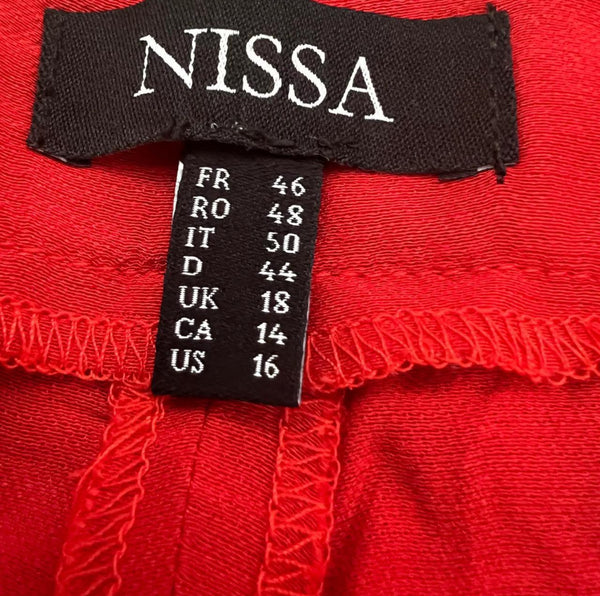 NISSA
FR 46
RO 48
IT 50
D 44
UK 18
CA 14
US 16